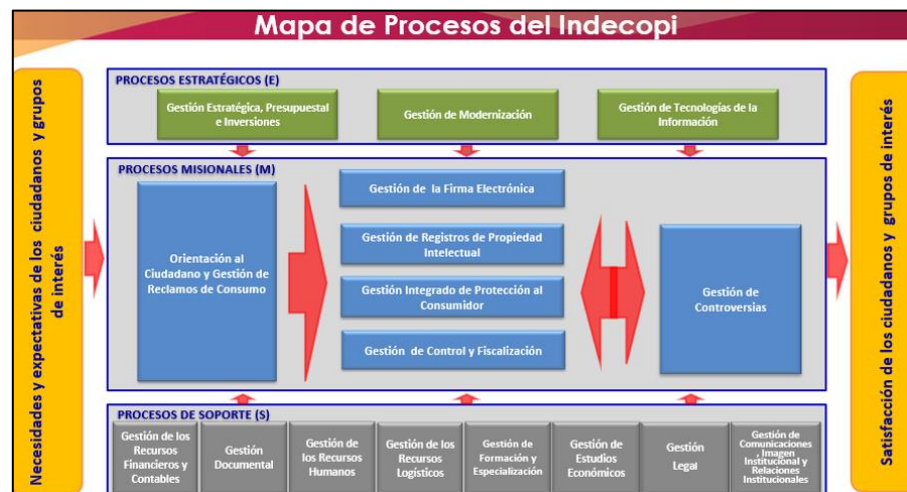 Mapa de Procesos del Indecopi
Necesidades y expectativas de los ciudadanos y grupos
de interés
PROCESOS ESTRATÉGICOS (E)
Gestión Estratégica, Presupuestal
e Inversiones
Gestión de Modernización
Gestión de Tecnologías de la
Información
PROCESOS MISIONALES (M)
Orientación al
Ciudadano y Gestión de
Reclamos de Consumo
Gestión de la Firma Electrónica
Gestión de Registros de Propiedad
Intelectual
Gestión Integrado de Protección al
Consumidor
Gestión de Control y Fiscalización
Gestión de
Controversias
PROCESOS DE SOPORTE (S)
Gestión de los
Recursos
Financieros y
Contables
Gestión
Documental
Gestión de
los Recursos
Humanos
Gestión de los
Recursos
Logísticos
Gestión de
Formación y
Especialización
Gestión de
Estudios
Económicos
Gestión
Legal
Gestión de
Comunicaciones
, Imagen
Institucional y
Relaciones
Institucionales
Satisfacción de los ciudadanos y grupos de interés